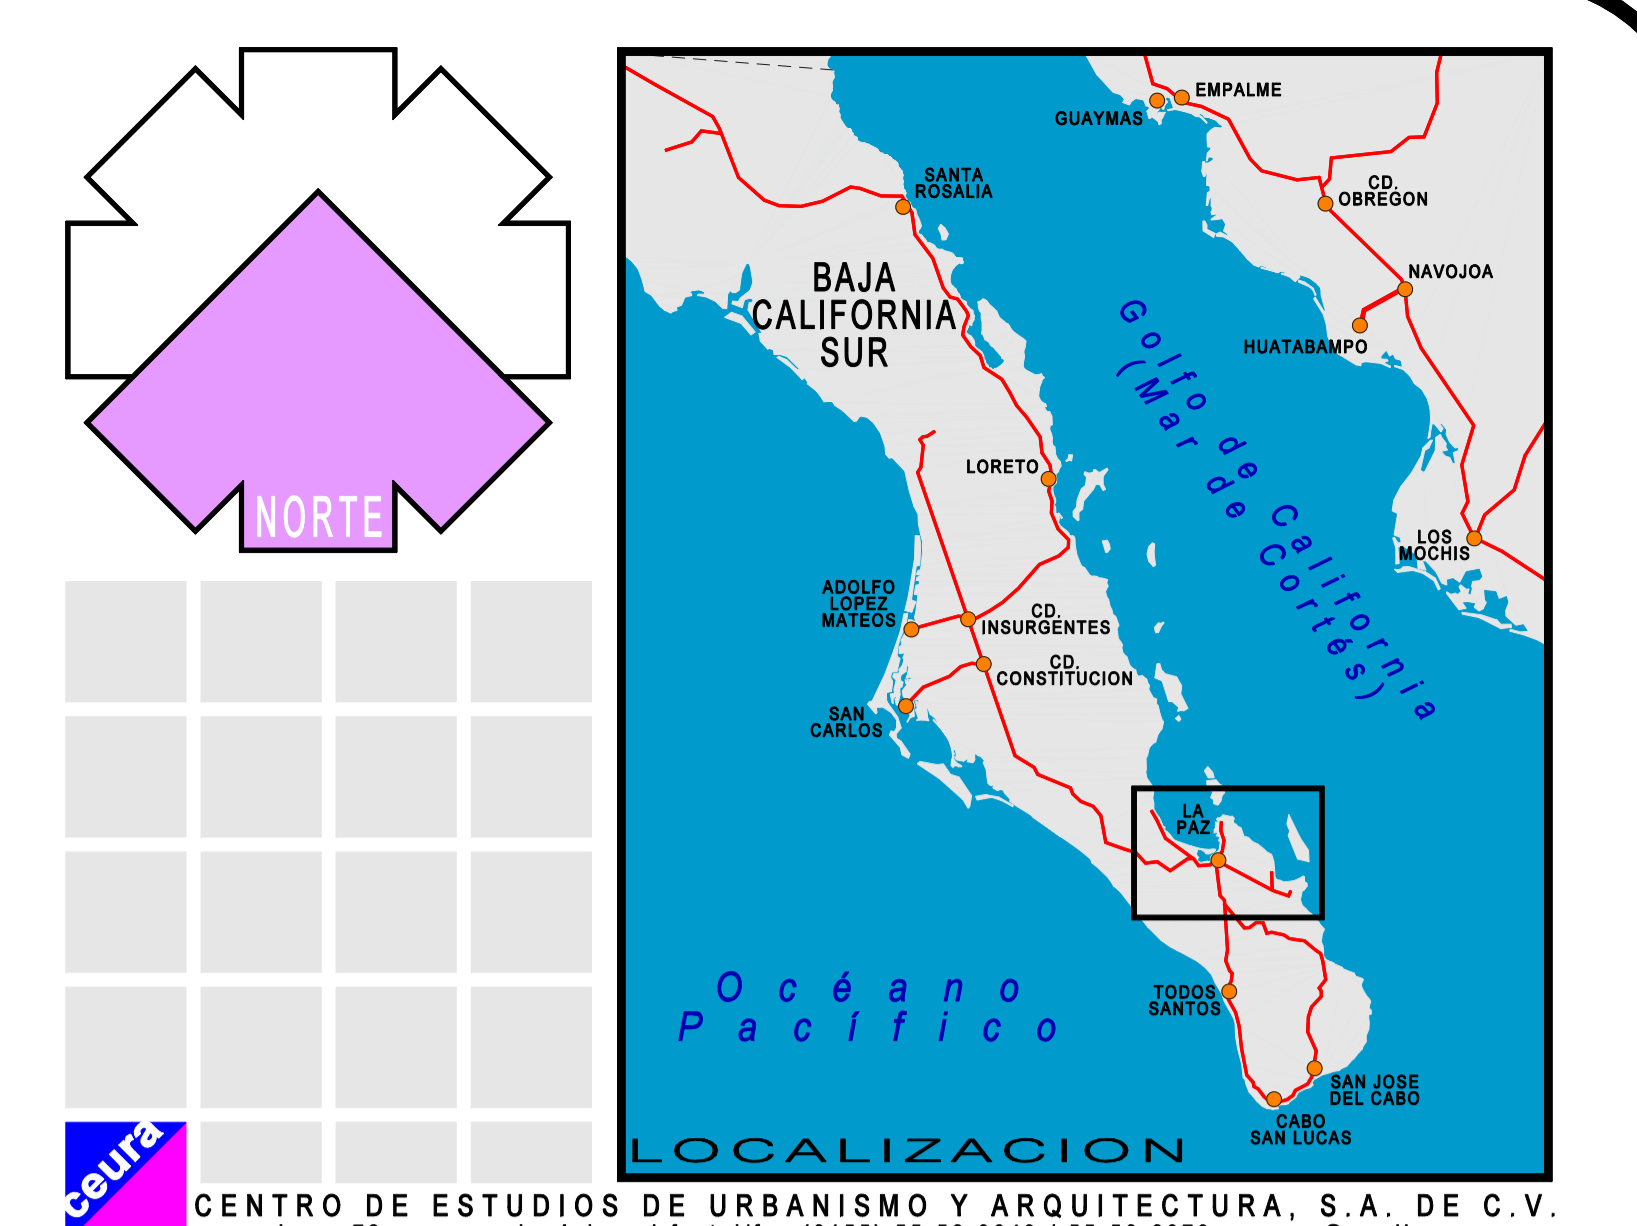 NORTE
EMPALME
GUAYMAS
SANTA
ROSALIA
CD.
OBREGON
BAJA
CALIFORNIA
SUR
NAVOJOA
HUATABAMPO
Golfo de California
(Mar de Cortés)
LORETO
LOS
MOCHIS
ADOLFO
LOPEZ
MATEOS
CD.
INSURGENTES
CD.
CONSTITUCION
SAN
CARLOS
LA
PAZ
Océano
Pacífico
TODOS
SANTOS
SAN JOSE
DEL CABO
CABO
SAN LUCAS
LOCALIZACION
ceura
CENTRO DE ESTUDIOS DE URBANISMO Y ARQUITECTURA, S.A. DE C.V.